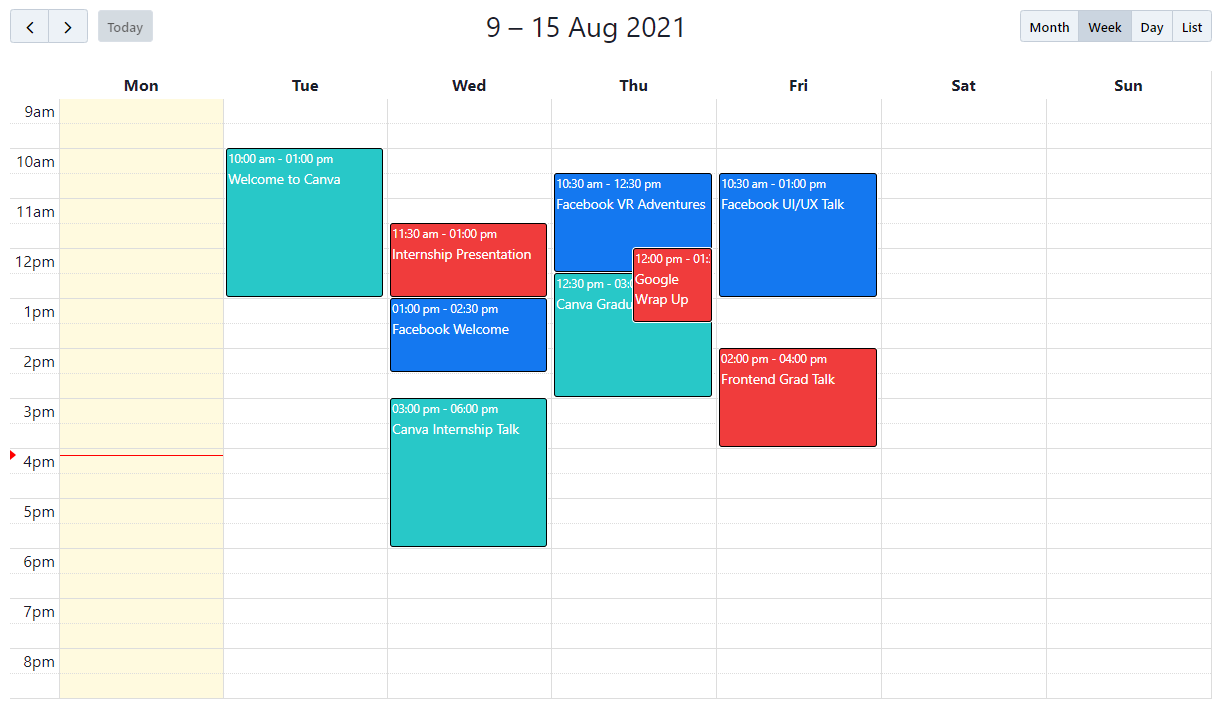 Today
9 – 15 Aug 2021
Month Week Day List
Mon Tue Wed Thu Fri Sat Sun
9am
10am
11am
12pm
1pm
2pm
3pm
4pm
5pm
6pm
7pm
8pm
10:00 am - 01:00 pm
Welcome to Canva
11:30 am - 01:00 pm
Internship Presentation
01:00 pm - 02:30 pm
Facebook Welcome
03:00 pm - 06:00 pm
Canva Internship Talk
10:30 am - 12:30 pm
Facebook VR Adventures
12:00 pm - 01:
Google
Wrap Up
12:30 pm - 03:
Canva Gradu
10:30 am - 01:00 pm
Facebook UI/UX Talk
02:00 pm - 04:00 pm
Frontend Grad Talk